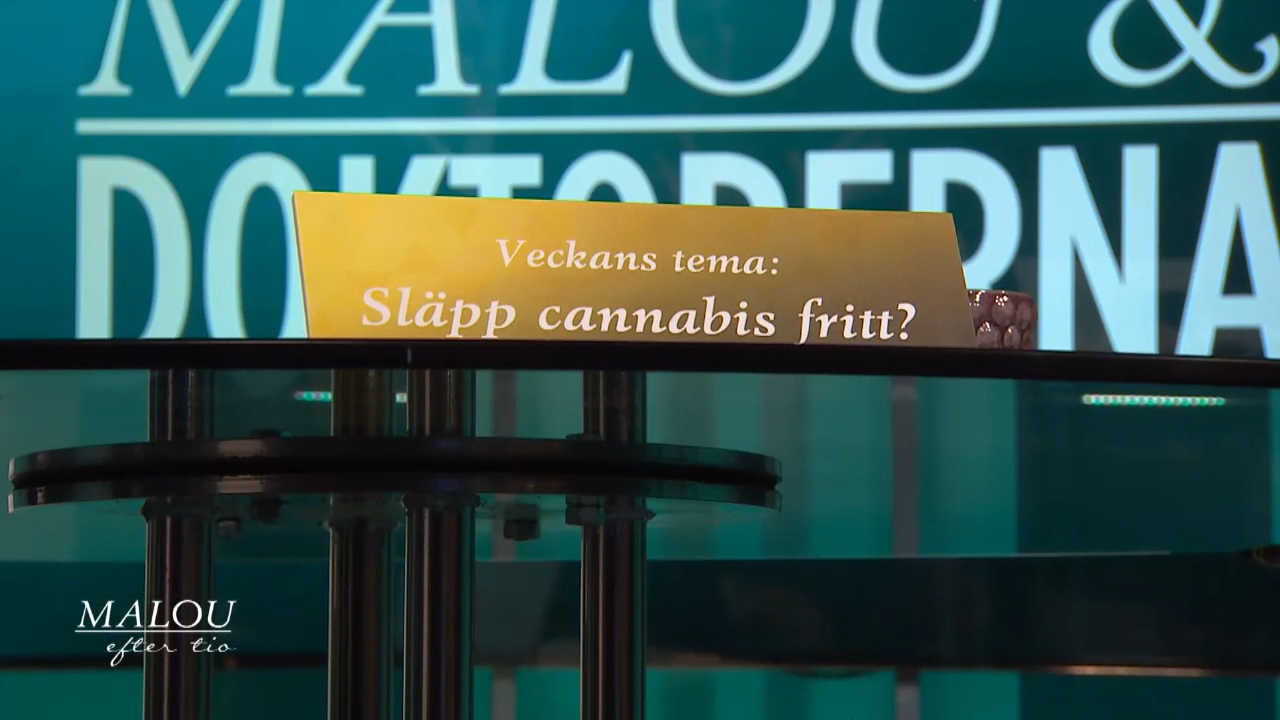 MALOU &
DOKTORERNA
Veckans tema:
Släpp cannabis fritt?
MALOU
efter tio